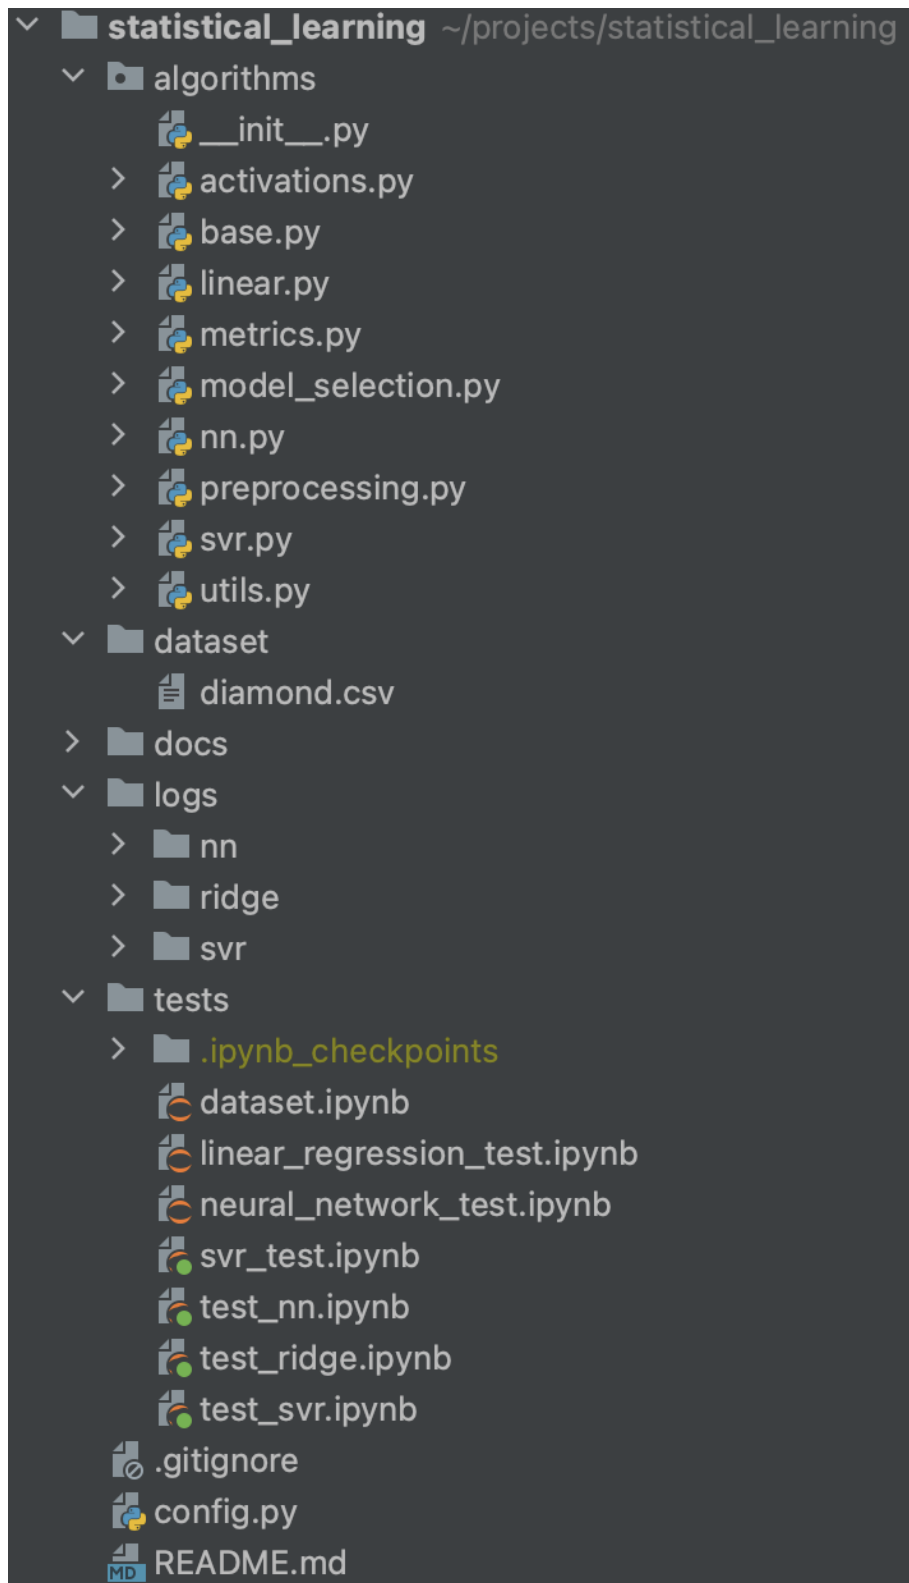 statistical_learning ~/projects/statistical_learning
algorithms
__init__.py
activations.py
base.py
linear.py
metrics.py
model_selection.py
nn.py
preprocessing.py
svr.py
utils.py
dataset
diamond.csv
docs
logs
nn
ridge
svr
tests
.ipynb_checkpoints
dataset.ipynb
linear_regression_test.ipynb
neural_network_test.ipynb
svr_test.ipynb
test_nn.ipynb
test_ridge.ipynb
test_svr.ipynb
.gitignore
config.py
MD README.md